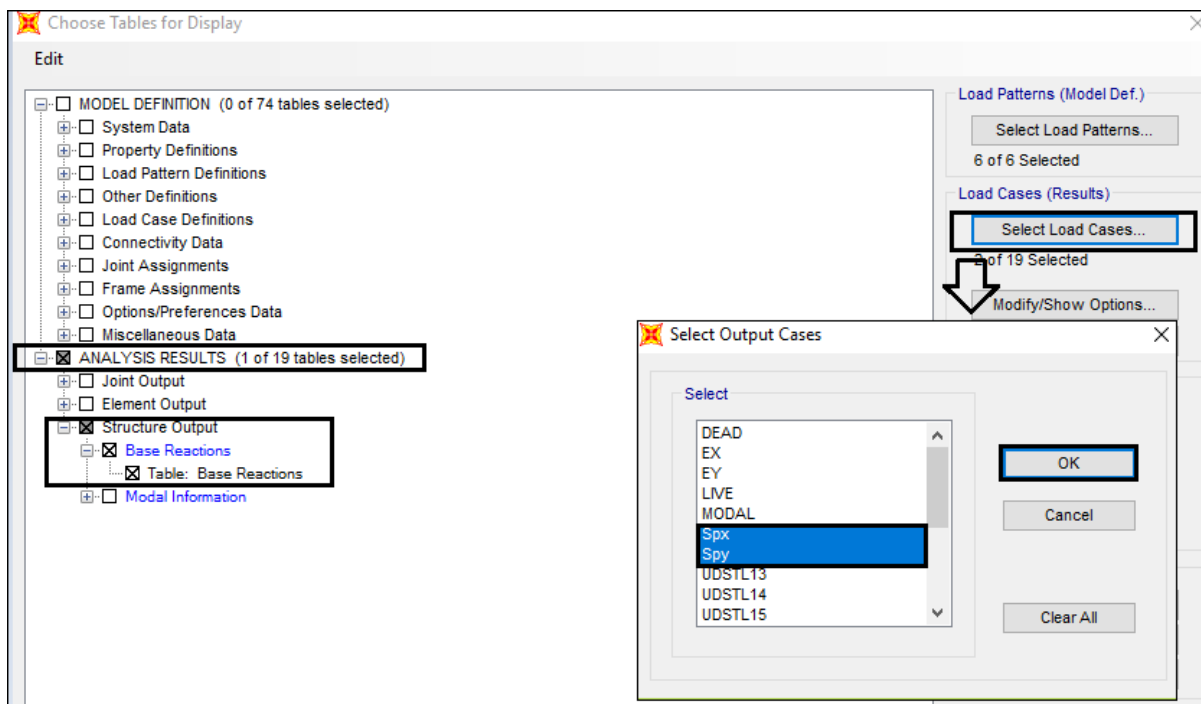 Choose Tables for Display
Edit
MODEL DEFINITION (0 of 74 tables selected)
System Data
Property Definitions
Load Pattern Definitions
Other Definitions
Load Case Definitions
Connectivity Data
Joint Assignments
Frame Assignments
Options/Preferences Data
Miscellaneous Data
ANALYSIS RESULTS (1 of 19 tables selected)
Joint Output
Element Output
Structure Output
Base Reactions
Table: Base Reactions
Modal Information
Load Patterns (Model Def.)
Select Load Patterns...
6 of 6 Selected
Load Cases (Results)
Select Load Cases...
2 of 19 Selected
Modify/Show Options...
Select Output Cases
Select
DEAD
EX
EY
LIVE
MODAL
Spx
Spy
UDSTL13
UDSTL14
UDSTL15
OK
Cancel
Clear All